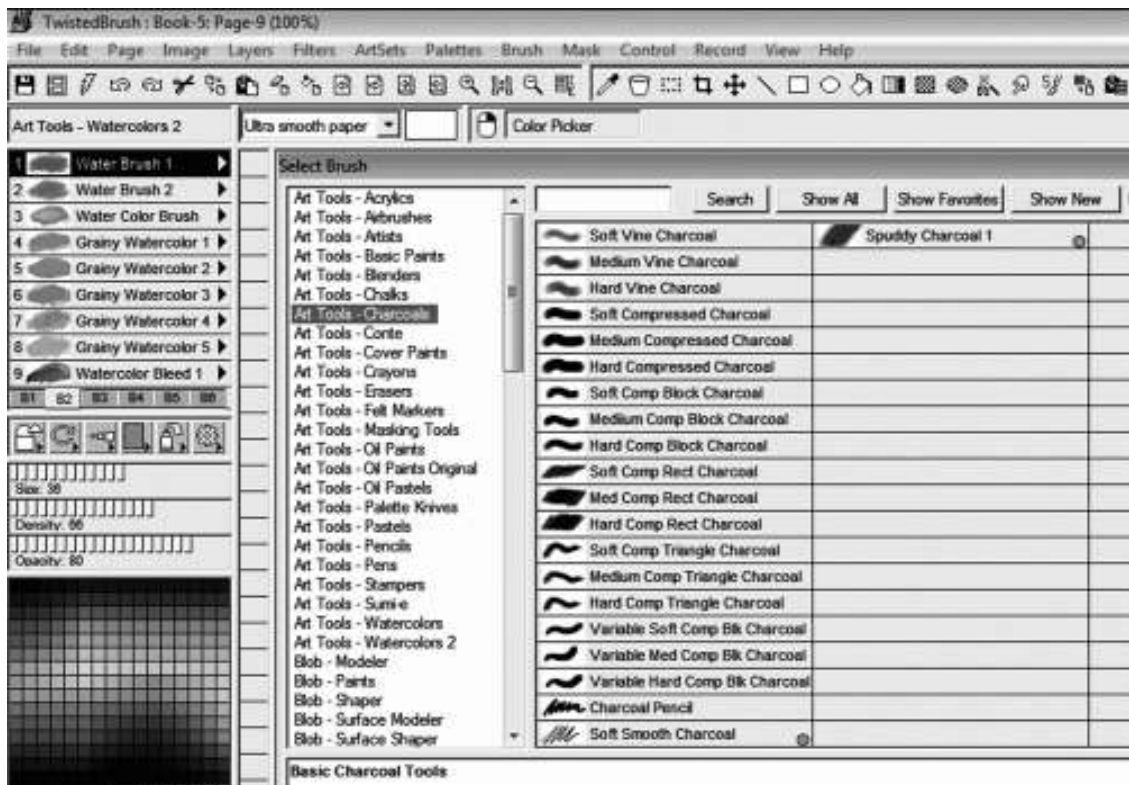 TwistedBrush : Book-5: Page-9 (100%)
File Edit Page Image Layers Filters ArtSets Palettes Brush Mask Control Record View Help
Art Tools - Watercolors 2
Ultra smooth paper
Color Picker
1 Water Brush 1
2 Water Brush 2
3 Water Color Brush
4 Grainy Watercolor 1
5 Grainy Watercolor 2
6 Grainy Watercolor 3
7 Grainy Watercolor 4
8 Grainy Watercolor 5
9 Watercolor Bleed 1
B1 B2 B3 B4 B5 B6
Size: 36
Density: 66
Opacity: 80
Select Brush
Art Tools - Acrylics
Art Tools - Airbrushes
Art Tools - Artists
Art Tools - Basic Paints
Art Tools - Blenders
Art Tools - Chalks
Art Tools - Charcoals
Art Tools - Conte
Art Tools - Cover Paints
Art Tools - Crayons
Art Tools - Erasers
Art Tools - Felt Markers
Art Tools - Masking Tools
Art Tools - Oil Paints
Art Tools - Oil Paints Original
Art Tools - Oil Pastels
Art Tools - Palette Knives
Art Tools - Pastels
Art Tools - Pencils
Art Tools - Pens
Art Tools - Stampers
Art Tools - Sumi-e
Art Tools - Watercolors
Art Tools - Watercolors 2
Blob - Modeler
Blob - Paints
Blob - Shaper
Blob - Surface Modeler
Blob - Surface Shaper
Search Show All Show Favorites Show New
Soft Vine Charcoal
Medium Vine Charcoal
Hard Vine Charcoal
Soft Compressed Charcoal
Medium Compressed Charcoal
Hard Compressed Charcoal
Soft Comp Block Charcoal
Medium Comp Block Charcoal
Hard Comp Block Charcoal
Soft Comp Rect Charcoal
Med Comp Rect Charcoal
Hard Comp Rect Charcoal
Soft Comp Triangle Charcoal
Medium Comp Triangle Charcoal
Hard Comp Triangle Charcoal
Variable Soft Comp Blk Charcoal
Variable Med Comp Blk Charcoal
Variable Hard Comp Blk Charcoal
Charcoal Pencil
Soft Smooth Charcoal
Spuddy Charcoal 1
Basic Charcoal Tools